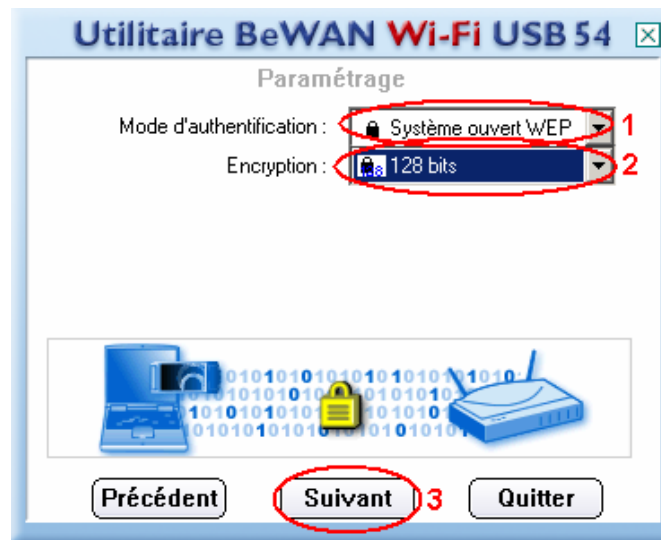 Utilitaire BeWAN Wi-Fi USB 54
Paramétrage
Mode d'authentification : Système ouvert WEP 1
Encryption : 128 bits 2
Précédent Suivant 3 Quitter